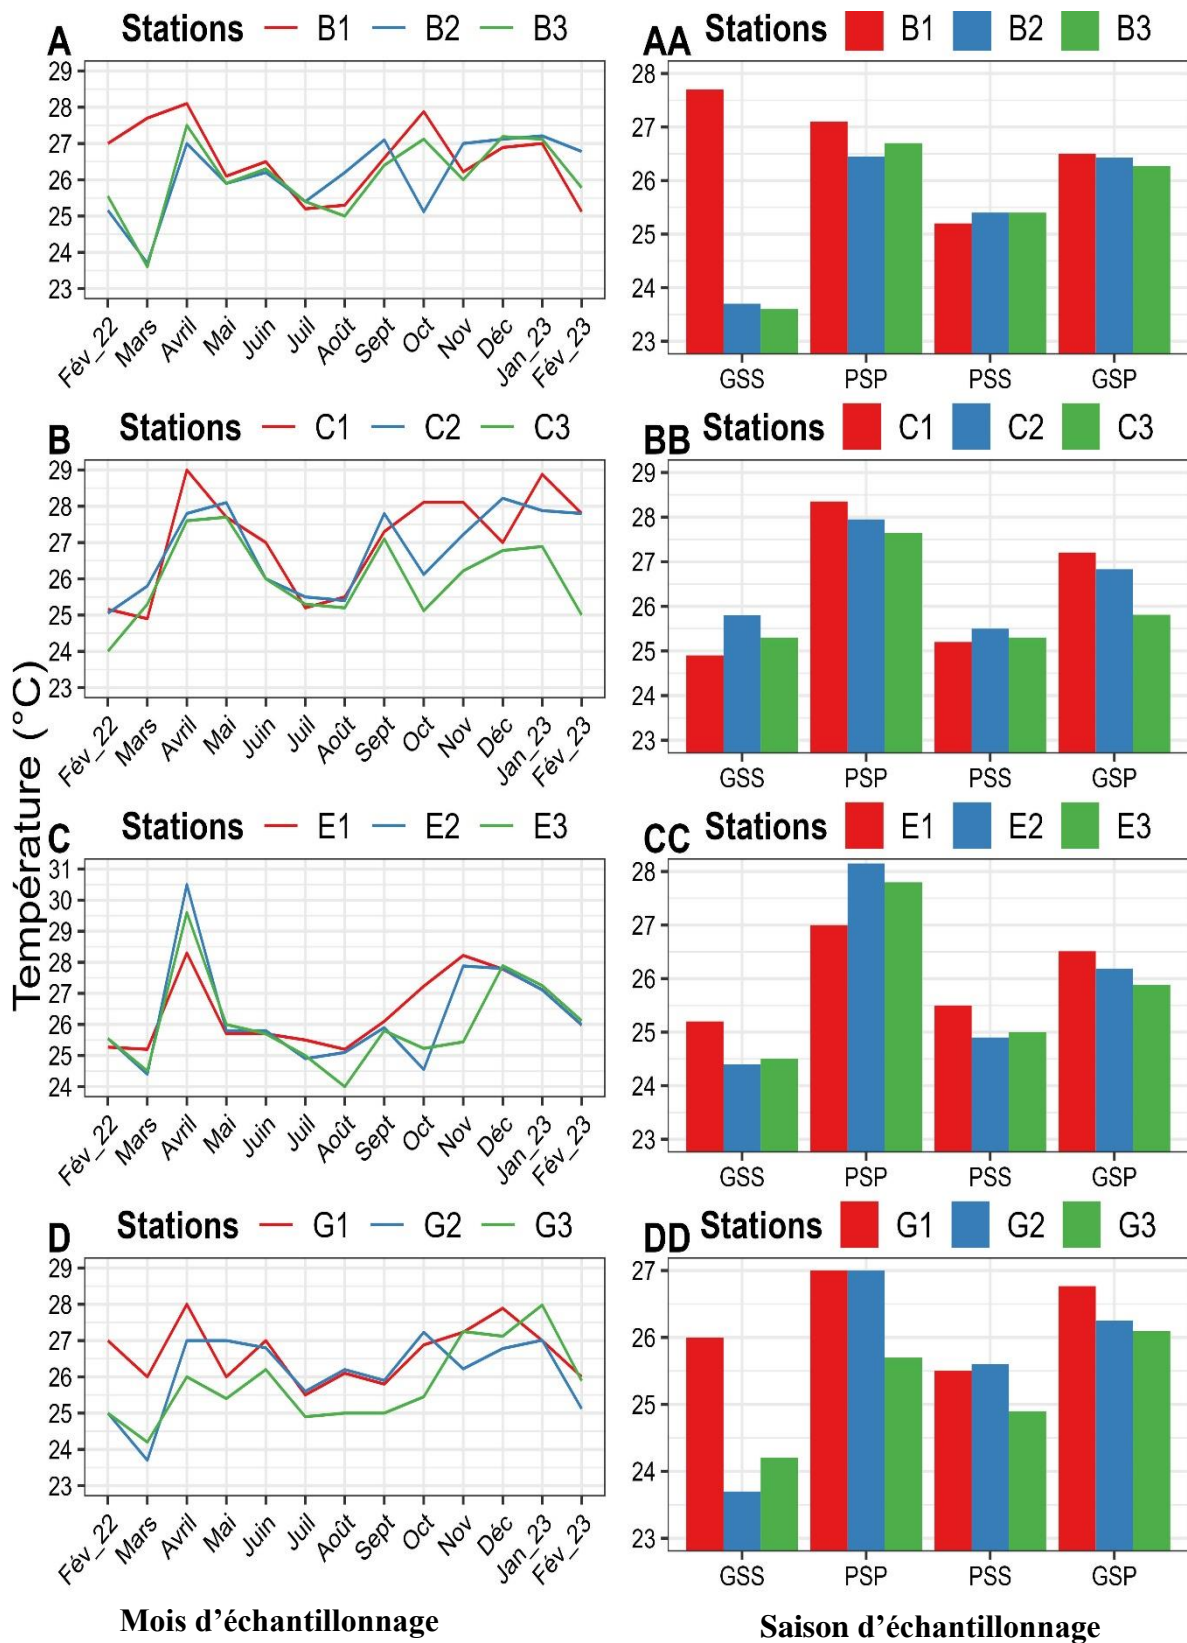 A Stations B1 B2 B3
29
28
27
26
25
24
23
Fév_22 Mars Avril Mai Juin Juil Août Sept Oct Nov Déc Jan_23 Fév_23
AA Stations B1 B2 B3
28
27
26
25
24
23
GSS PSP PSS GSP
B Stations C1 C2 C3
29
28
27
26
25
24
23
Fév_22 Mars Avril Mai Juin Juil Août Sept Oct Nov Déc Jan_23 Fév_23
BB Stations C1 C2 C3
29
28
27
26
25
24
23
GSS PSP PSS GSP
Température (°C)
C Stations E1 E2 E3
31
30
29
28
27
26
25
24
Fév_22 Mars Avril Mai Juin Juil Août Sept Oct Nov Déc Jan_23 Fév_23
CC Stations E1 E2 E3
28
27
26
25
24
23
GSS PSP PSS GSP
D Stations G1 G2 G3
29
28
27
26
25
24
23
Fév_22 Mars Avril Mai Juin Juil Août Sept Oct Nov Déc Jan_23 Fév_23
DD Stations G1 G2 G3
27
26
25
24
23
GSS PSP PSS GSP
Mois d’échantillonnage
Saison d’échantillonnage